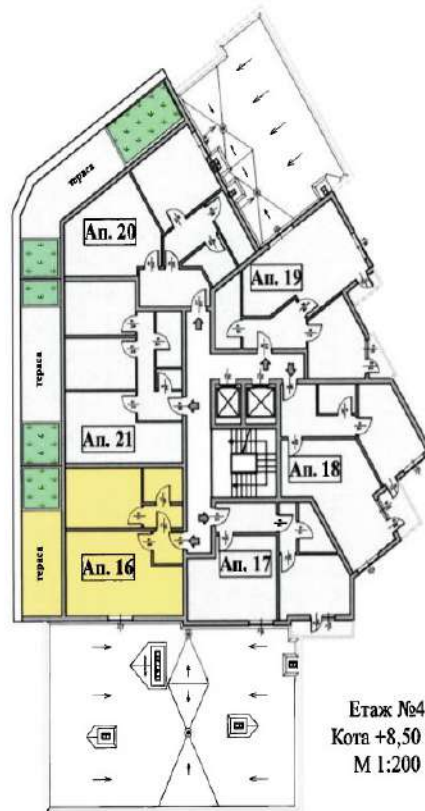 тераса
Ап. 20
Ап. 19
тераса
Ап. 21
Ап. 18
тераса
Ап. 16
Ап. 17
Етаж №4
Кота +8,50
М 1:200